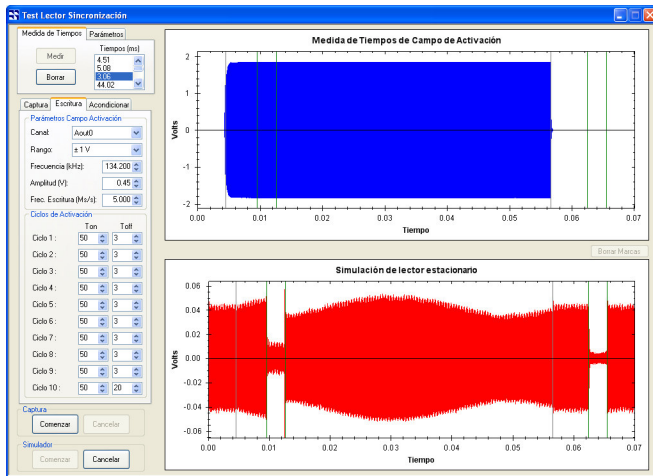 Test Lector Sincronización
Medida de Tiempos
Parámetros
Medir
Borrar
Tiempos (ms)
4.51
5.08
3.06
44.02
Captura
Escritura
Acondicionar
Parámetros Campo Activación
Canal:
Aout0
Rango:
± 1 V
Frecuencia (kHz):
134.200
Amplitud (V):
0.45
Frec. Escritura (Ms/s):
5.000
Ciclos de Activación
Ton
Toff
Ciclo 1 :
50
3
Ciclo 2 :
50
3
Ciclo 3 :
50
3
Ciclo 4 :
50
3
Ciclo 5 :
50
3
Ciclo 6 :
50
3
Ciclo 7 :
50
3
Ciclo 8 :
50
3
Ciclo 9 :
50
3
Ciclo 10 :
50
20
Captura
Comenzar
Cancelar
Simulador
Comenzar
Cancelar
Medida de Tiempos de Campo de Activación
Volts
2
1
0
-1
-2
0.00
0.01
0.02
0.03
0.04
0.05
0.06
0.07
Tiempo
Borrar Marcas
Simulación de lector estacionario
Volts
0.06
0.04
0.02
0.00
-0.02
-0.04
-0.06
0.00
0.01
0.02
0.03
0.04
0.05
0.06
0.07
Tiempo